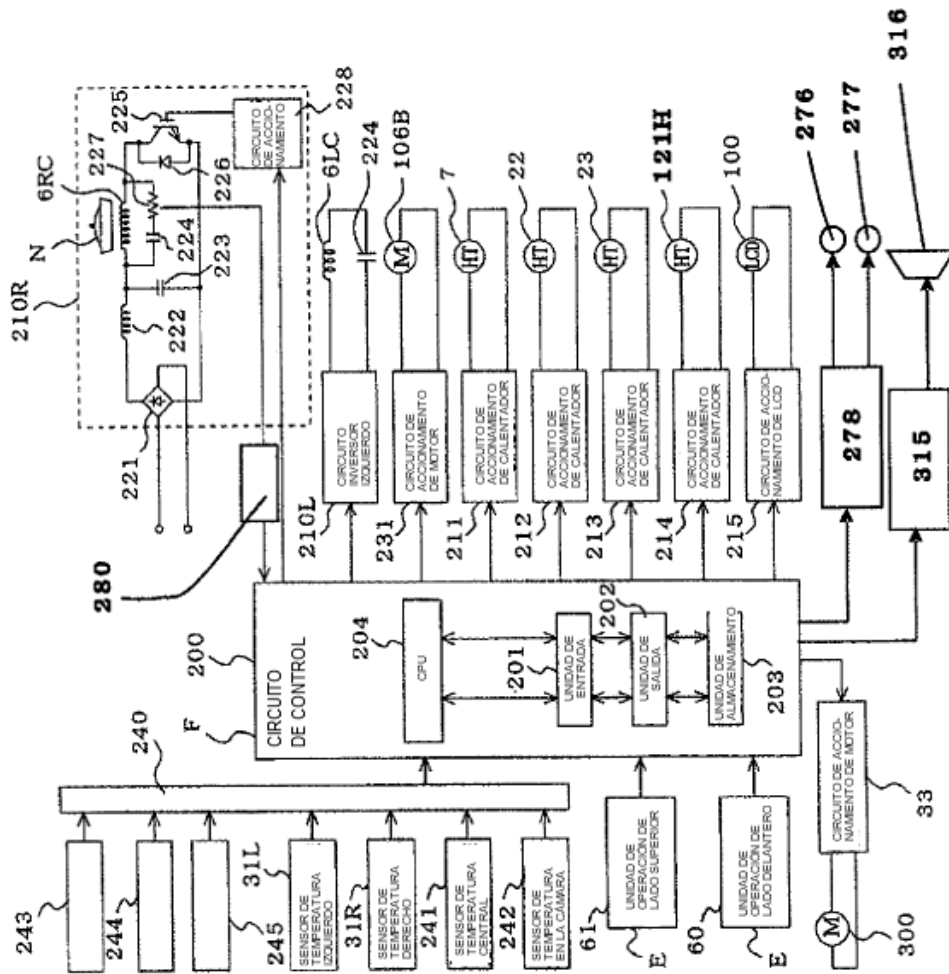 210R
N
6RC
227
225
228
CIRCUITO
DE ACCIO-
NAMIENTO
226
224
223
222
221
280
6LC
224
106B
M
7
HT
22
HT
23
HT
121H
HT
100
LCD
276
277
316
CIRCUITO
INVERSOR
IZQUIERDO
210L
CIRCUITO DE
ACCIONAMIENTO
DE MOTOR
231
CIRCUITO DE
ACCIONAMIENTO
DE CALENTADOR
211
CIRCUITO DE
ACCIONAMIENTO
DE CALENTADOR
212
CIRCUITO DE
ACCIONAMIENTO
DE CALENTADOR
213
CIRCUITO DE
ACCIONAMIENTO
DE CALENTADOR
214
CIRCUITO DE ACCIO-
NAMIENTO DE LCD
215
278
315
200
F
CIRCUITO
DE CONTROL
204
CPU
201
UNIDAD DE
ENTRADA
202
UNIDAD DE
SALIDA
UNIDAD DE
ALMACENAMIENTO
203
240
243
244
245
31L
SENSOR DE
TEMPERATURA
IZQUIERDO
31R
SENSOR DE
TEMPERATURA
DERECHO
241
SENSOR DE
TEMPERATURA
CENTRAL
242
SENSOR DE
TEMPERATURA
EN LA CÁMARA
61
UNIDAD DE
OPERACIÓN DE
LADO SUPERIOR
E
60
UNIDAD DE
OPERACIÓN DE
LADO DELANTERO
E
CIRCUITO DE ACCIO-
NAMIENTO DE MOTOR
33
M
300